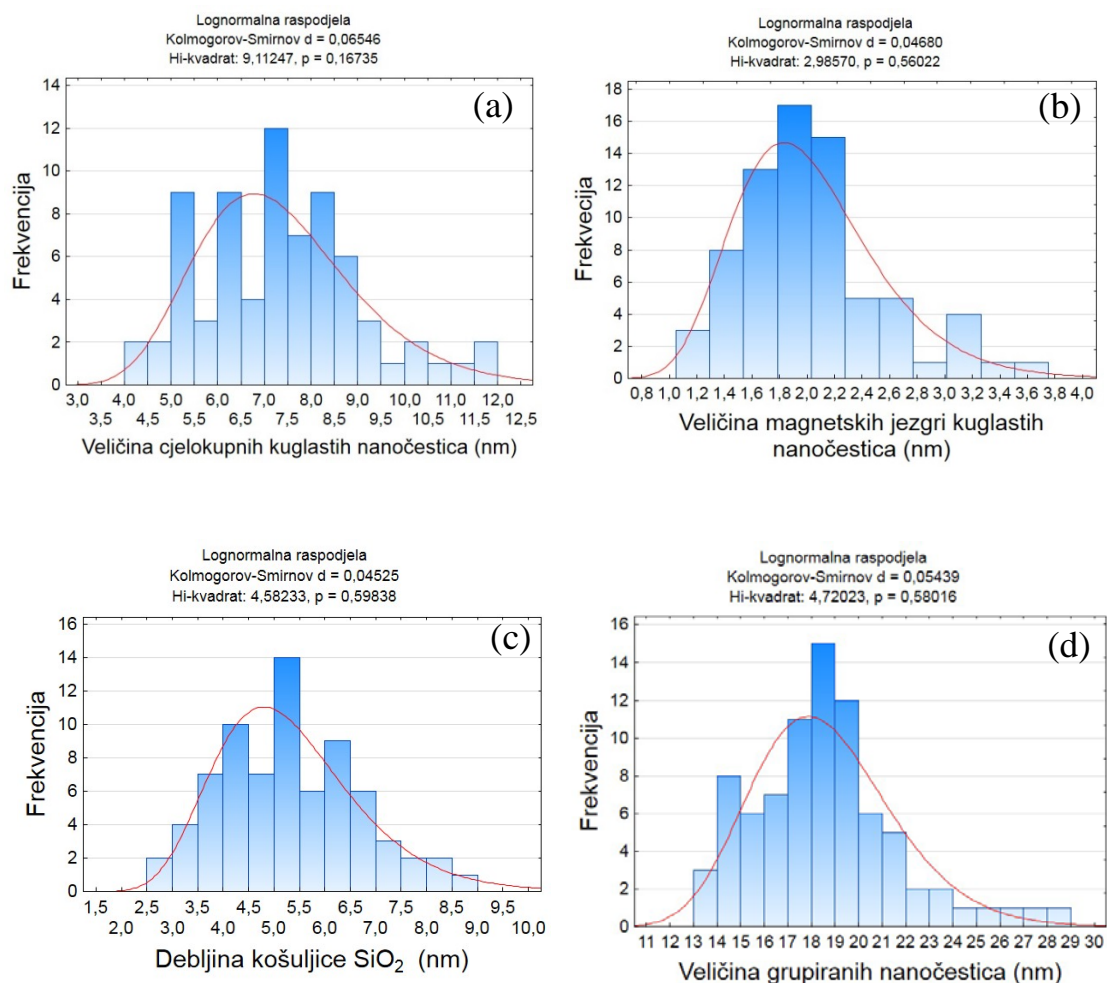 Lognormalna raspodjela
Kolmogorov-Smirnov d = 0,06546
Hi-kvadrat: 9,11247, p = 0,16735
(a)
14
12
10
8
6
4
2
0
Frekvencija
3,0 4,0 5,0 6,0 7,0 8,0 9,0 10,0 11,0 12,0
3,5 4,5 5,5 6,5 7,5 8,5 9,5 10,5 11,5 12,5
Veličina cjelokupnih kuglastih nanočestica (nm)
Lognormalna raspodjela
Kolmogorov-Smirnov d = 0,04680
Hi-kvadrat: 2,98570, p = 0,56022
(b)
18
16
14
12
10
8
6
4
2
0
Frekvecija
0,8 1,2 1,4 1,6 1,8 2,0 2,2 2,4 2,6 2,8 3,0 3,2 3,4 3,6 3,8 4,0
Veličina magnetskih jezgri kuglastih
nanočestica (nm)
Lognormalna raspodjela
Kolmogorov-Smirnov d = 0,04525
Hi-kvadrat: 4,58233, p = 0,59838
(c)
16
14
12
10
8
6
4
2
0
Frekvencija
1,5 2,5 3,5 4,5 5,5 6,5 7,5 8,5 9,5
2,0 3,0 4,0 5,0 6,0 7,0 8,0 9,0 10,0
Debljina košuljice SiO₂ (nm)
Lognormalna raspodjela
Kolmogorov-Smirnov d = 0,05439
Hi-kvadrat: 4,72023, p = 0,58016
(d)
16
14
12
10
8
6
4
2
0
Frekvencija
11 12 13 14 15 16 17 18 19 20 21 22 23 24 25 26 27 28 29 30
Veličina grupiranih nanočestica (nm)